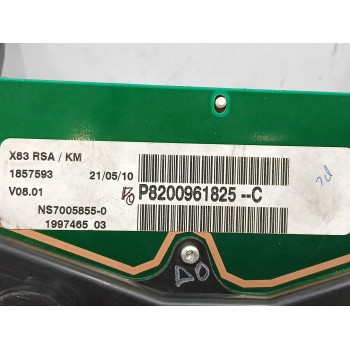 X83 RSA / KM
1857593 21/05/10
V08.01 P8200961825--C
NS7005855-0
1997465 03